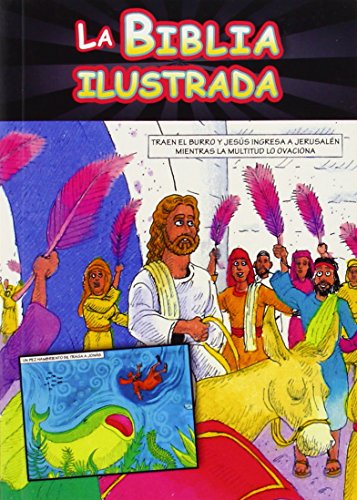 LA BIBLIA
ILUSTRADA
TRAEN EL BURRO Y JESÚS INGRESA A JERUSALÉN
MIENTRAS LA MULTITUD LO OVACIONA
UN PEZ HAMBRIENTO SE TRAGA A JONÁS